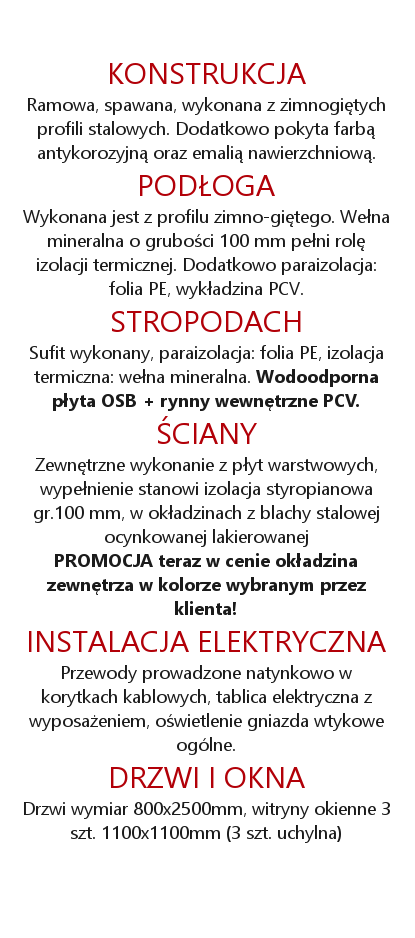 KONSTRUKCJA
Ramowa, spawana, wykonana z zimnogiętych
profili stalowych. Dodatkowo pokyta farbą
antykorozyjną oraz emalią nawierzchniową.
PODŁOGA
Wykonana jest z profilu zimno-giętego. Wełna
mineralna o grubości 100 mm pełni rolę
izolacji termicznej. Dodatkowo paraizolacja:
folia PE, wykładzina PCV.
STROPODACH
Sufit wykonany, paraizolacja: folia PE, izolacja
termiczna: wełna mineralna. Wodoodporna
płyta OSB + rynny wewnętrzne PCV.
ŚCIANY
Zewnętrzne wykonanie z płyt warstwowych,
wypełnienie stanowi izolacja styropianowa
gr.100 mm, w okładzinach z blachy stalowej
ocynkowanej lakierowanej
PROMOCJA teraz w cenie okładzina
zewnętrza w kolorze wybranym przez
klienta!
INSTALACJA ELEKTRYCZNA
Przewody prowadzone natynkowo w
korytkach kablowych, tablica elektryczna z
wyposażeniem, oświetlenie gniazda wtykowe
ogólne.
DRZWI I OKNA
Drzwi wymiar 800x2500mm, witryny okienne 3
szt. 1100x1100mm (3 szt. uchylna)